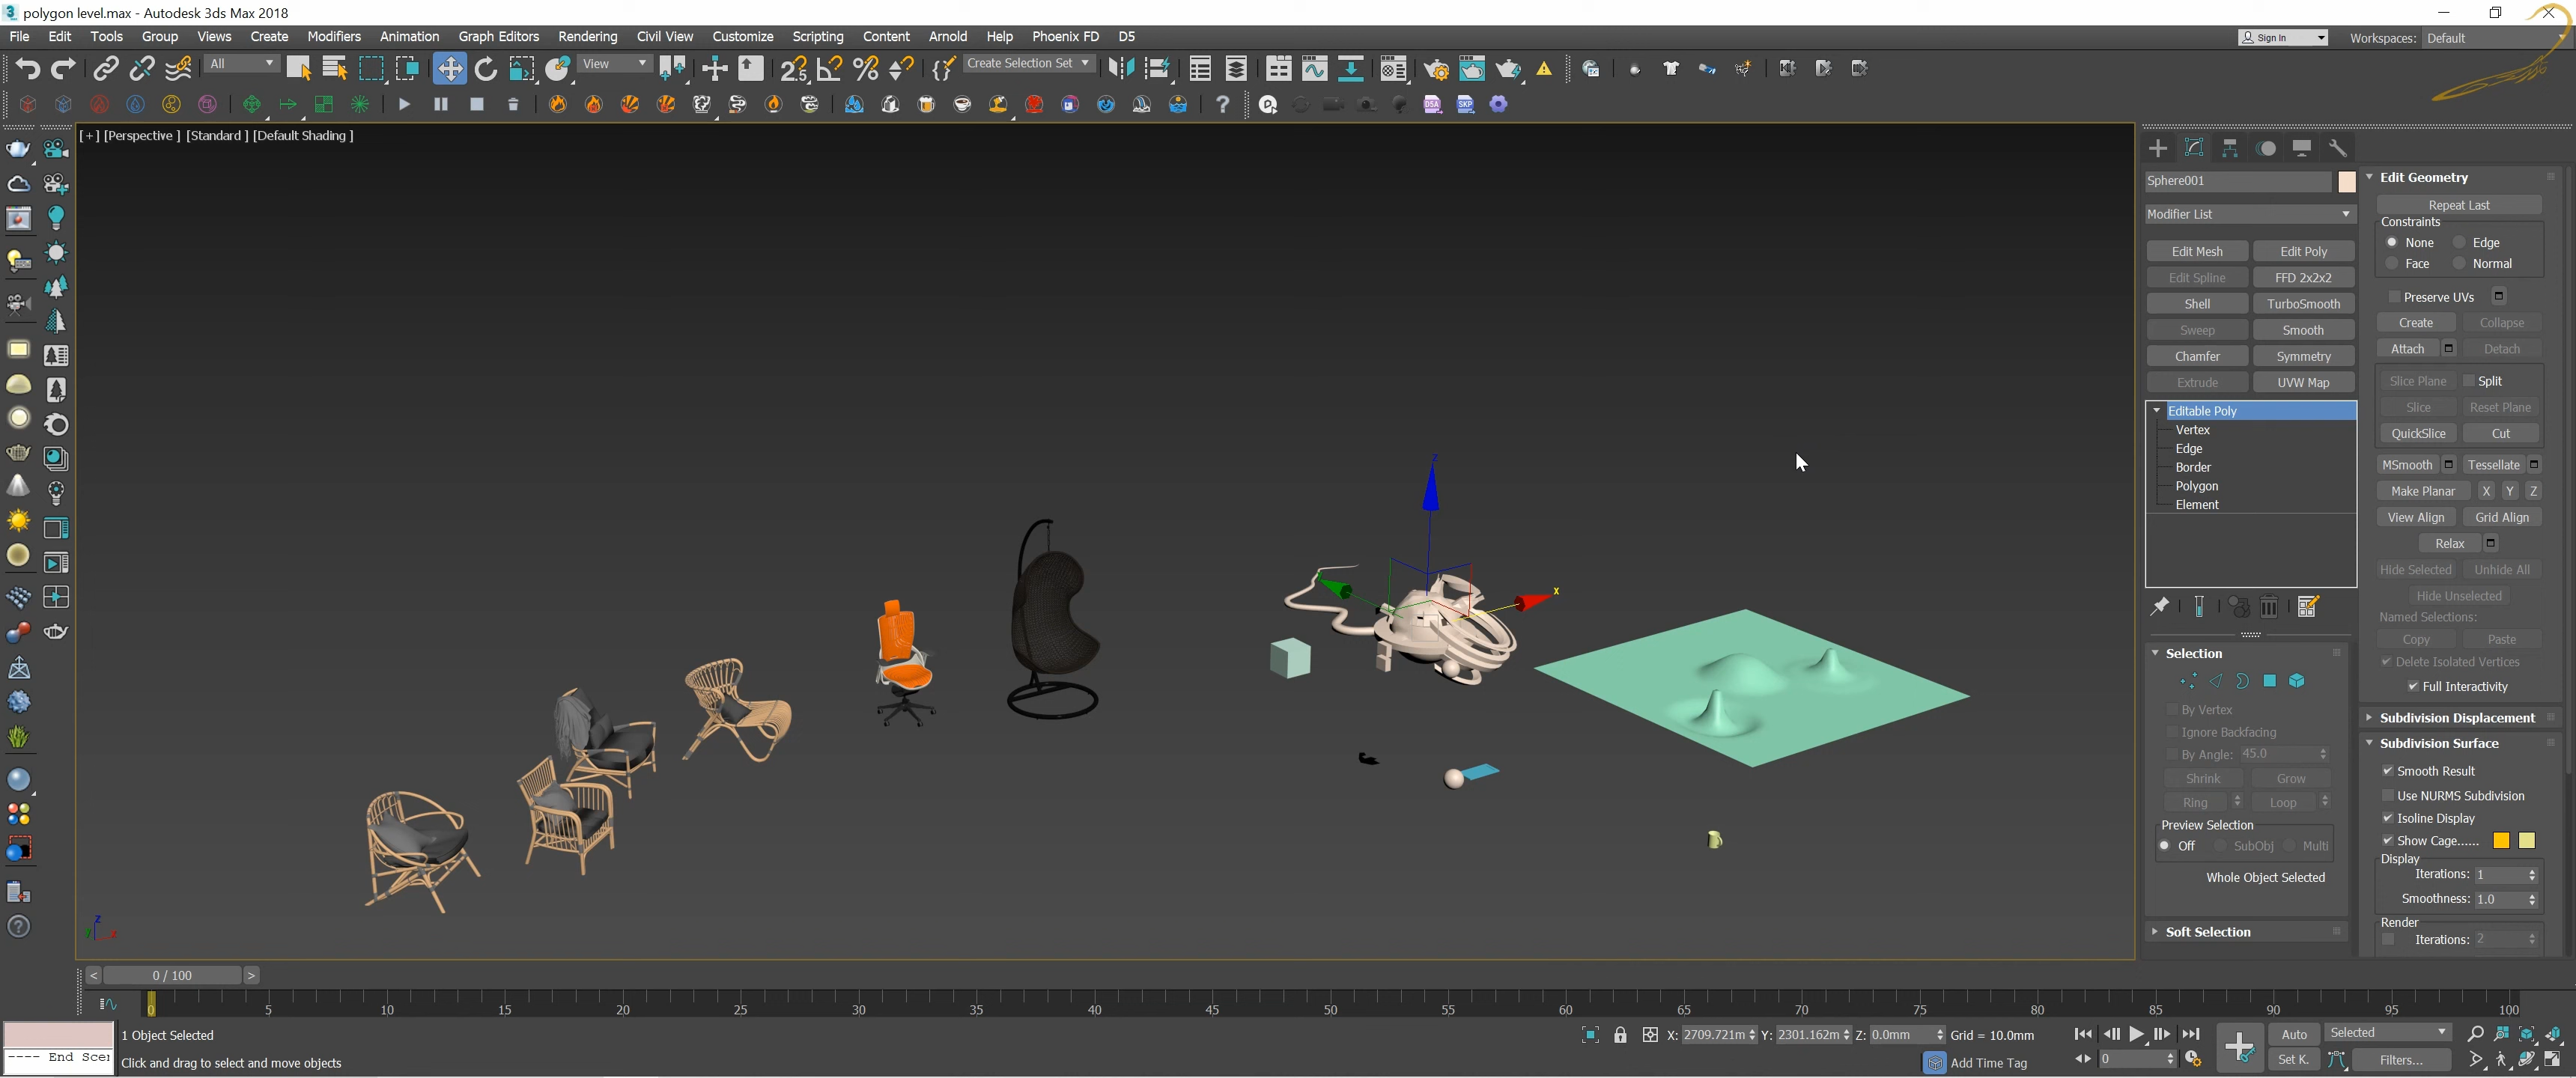 polygon level.max - Autodesk 3ds Max 2018
File Edit Tools Group Views Create Modifiers Animation Graph Editors Rendering Civil View Customize Scripting Content Arnold Help Phoenix FD D5
Sign In Workspaces: Default
All View Create Selection Set
[+] [Perspective ] [Standard ] [Default Shading ]
Sphere001
Modifier List
Edit Mesh Edit Poly
Edit Spline FFD 2x2x2
Shell TurboSmooth
Sweep Smooth
Chamfer Symmetry
Extrude UVW Map
Editable Poly
Vertex
Edge
Border
Polygon
Element
Selection
By Vertex
Ignore Backfacing
By Angle: 45.0
Shrink Grow
Ring Loop
Preview Selection
Off SubObj Multi
Whole Object Selected
Soft Selection
Edit Geometry
Repeat Last
Constraints
None Edge
Face Normal
Preserve UVs
Create Collapse
Attach Detach
Slice Plane Split
Slice Reset Plane
QuickSlice Cut
MSmooth Tessellate
Make Planar X Y Z
View Align Grid Align
Relax
Hide Selected Unhide All
Hide Unselected
Named Selections:
Copy Paste
Delete Isolated Vertices
Full Interactivity
Subdivision Displacement
Subdivision Surface
Smooth Result
Use NURMS Subdivision
Isoline Display
Show Cage......
Display
Iterations: 1
Smoothness: 1.0
Render
Iterations: 2
z
x
z
< 0 / 100 >
0 5 10 15 20 25 30 35 40 45 50 55 60 65 70 75 80 85 90 95 100
1 Object Selected
X: 2709.721m Y: 2301.162m Z: 0.0mm Grid = 10.0mm
Auto Selected
---- End Scer
Click and drag to select and move objects
Add Time Tag
0
Set K. Filters...